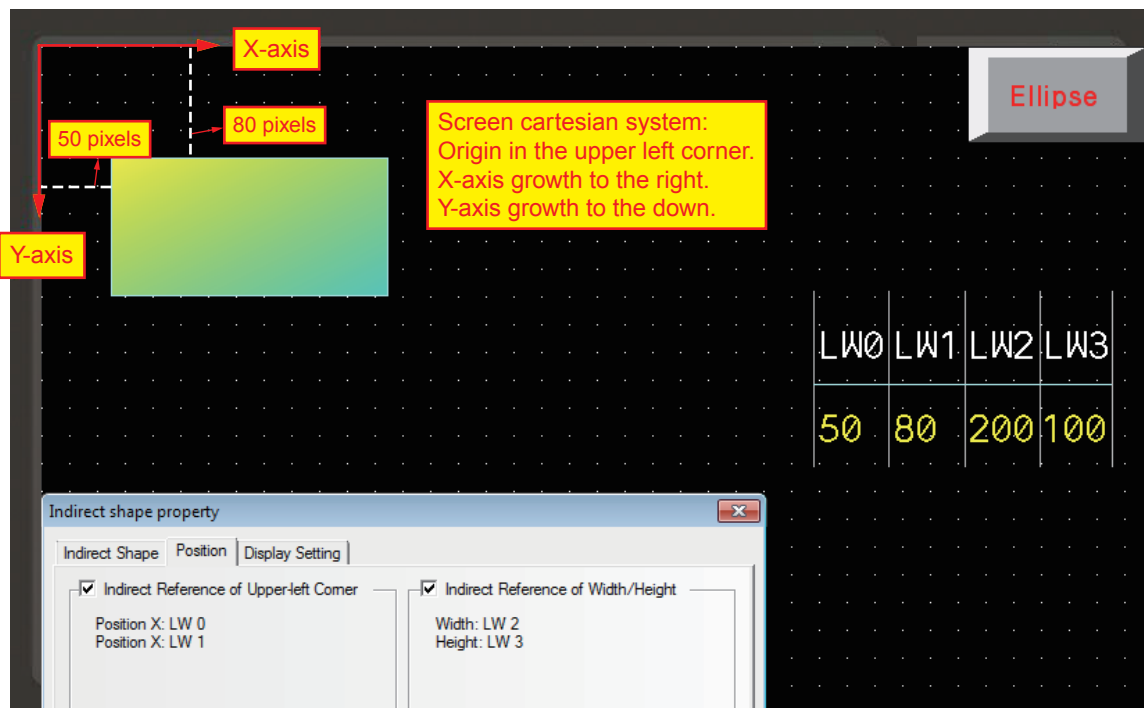 X-axis
Ellipse
80 pixels
50 pixels
Screen cartesian system:
Origin in the upper left corner.
X-axis growth to the right.
Y-axis growth to the down.
Y-axis
LW0 LW1 LW2 LW3
50 80 200 100
Indirect shape property
Indirect Shape Position Display Setting
Indirect Reference of Upper-left Corner Indirect Reference of Width/Height
Position X: LW 0 Width: LW 2
Position X: LW 1 Height: LW 3